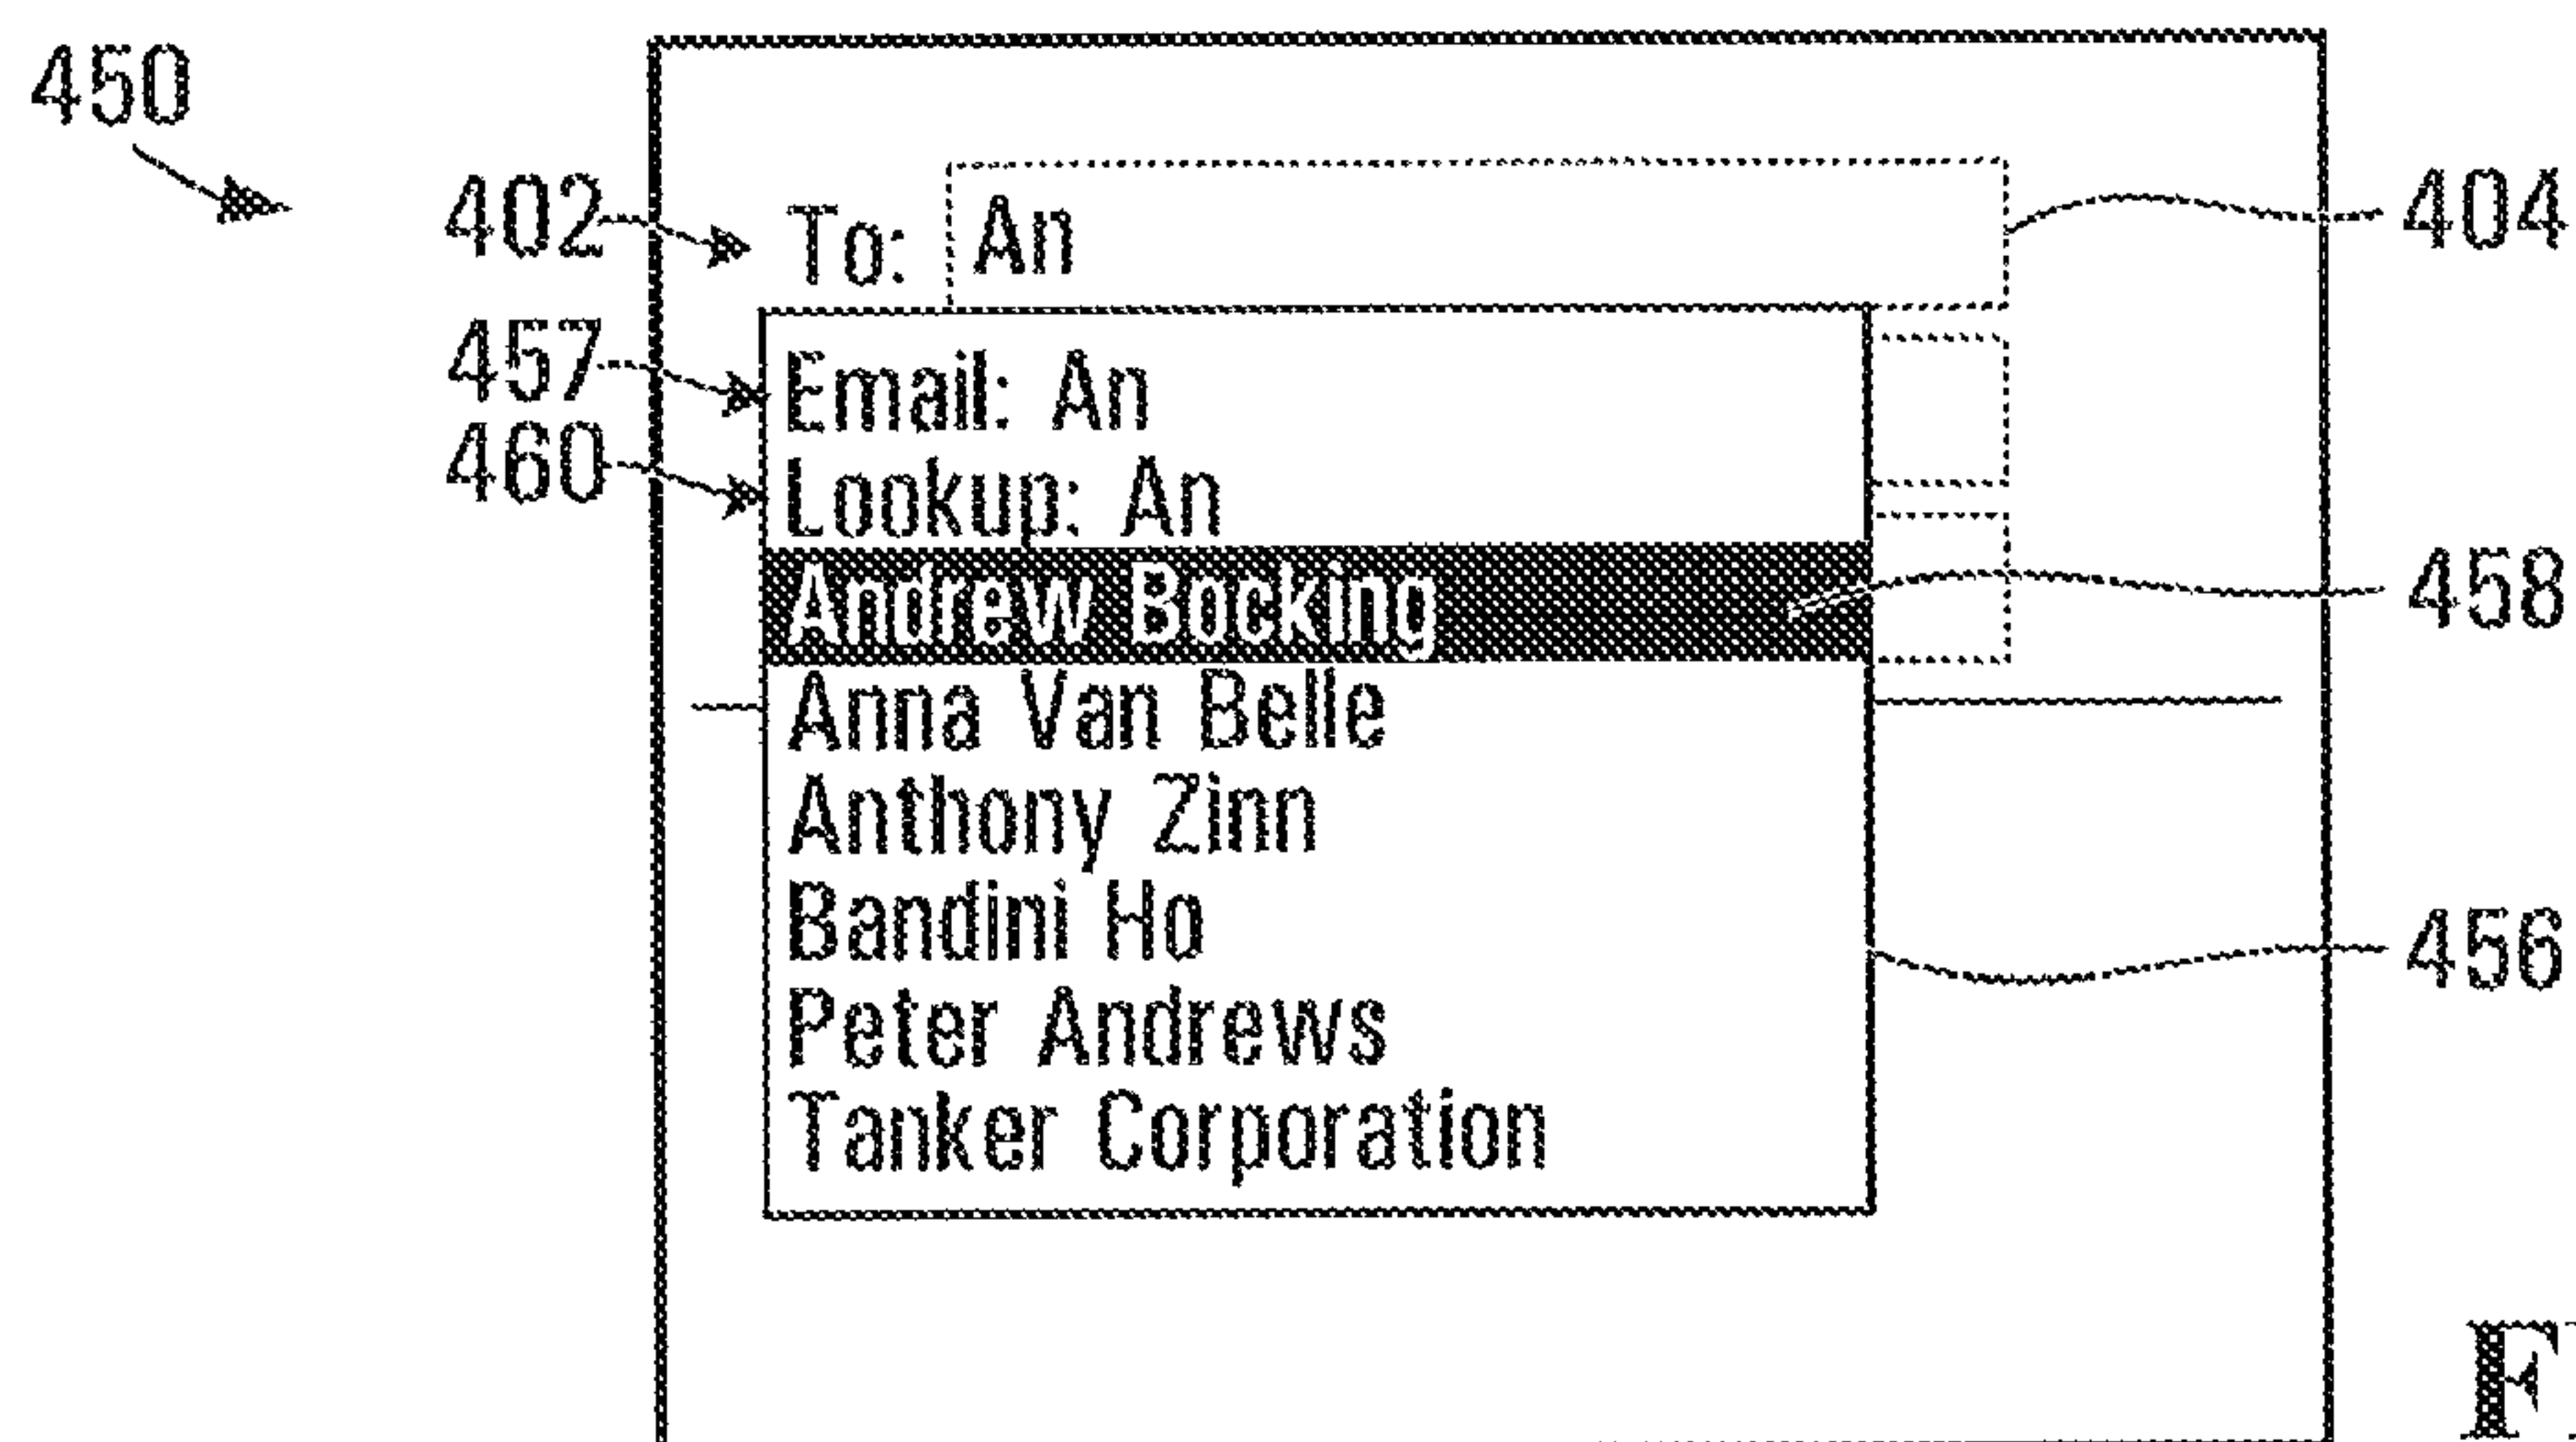 450
402 To: An 404
457 Email: An
460 Lookup: An
Andrew Bocking 458
Anna Van Belle
Anthony Zinn
Bandini Ho 456
Peter Andrews
Tanker Corporation